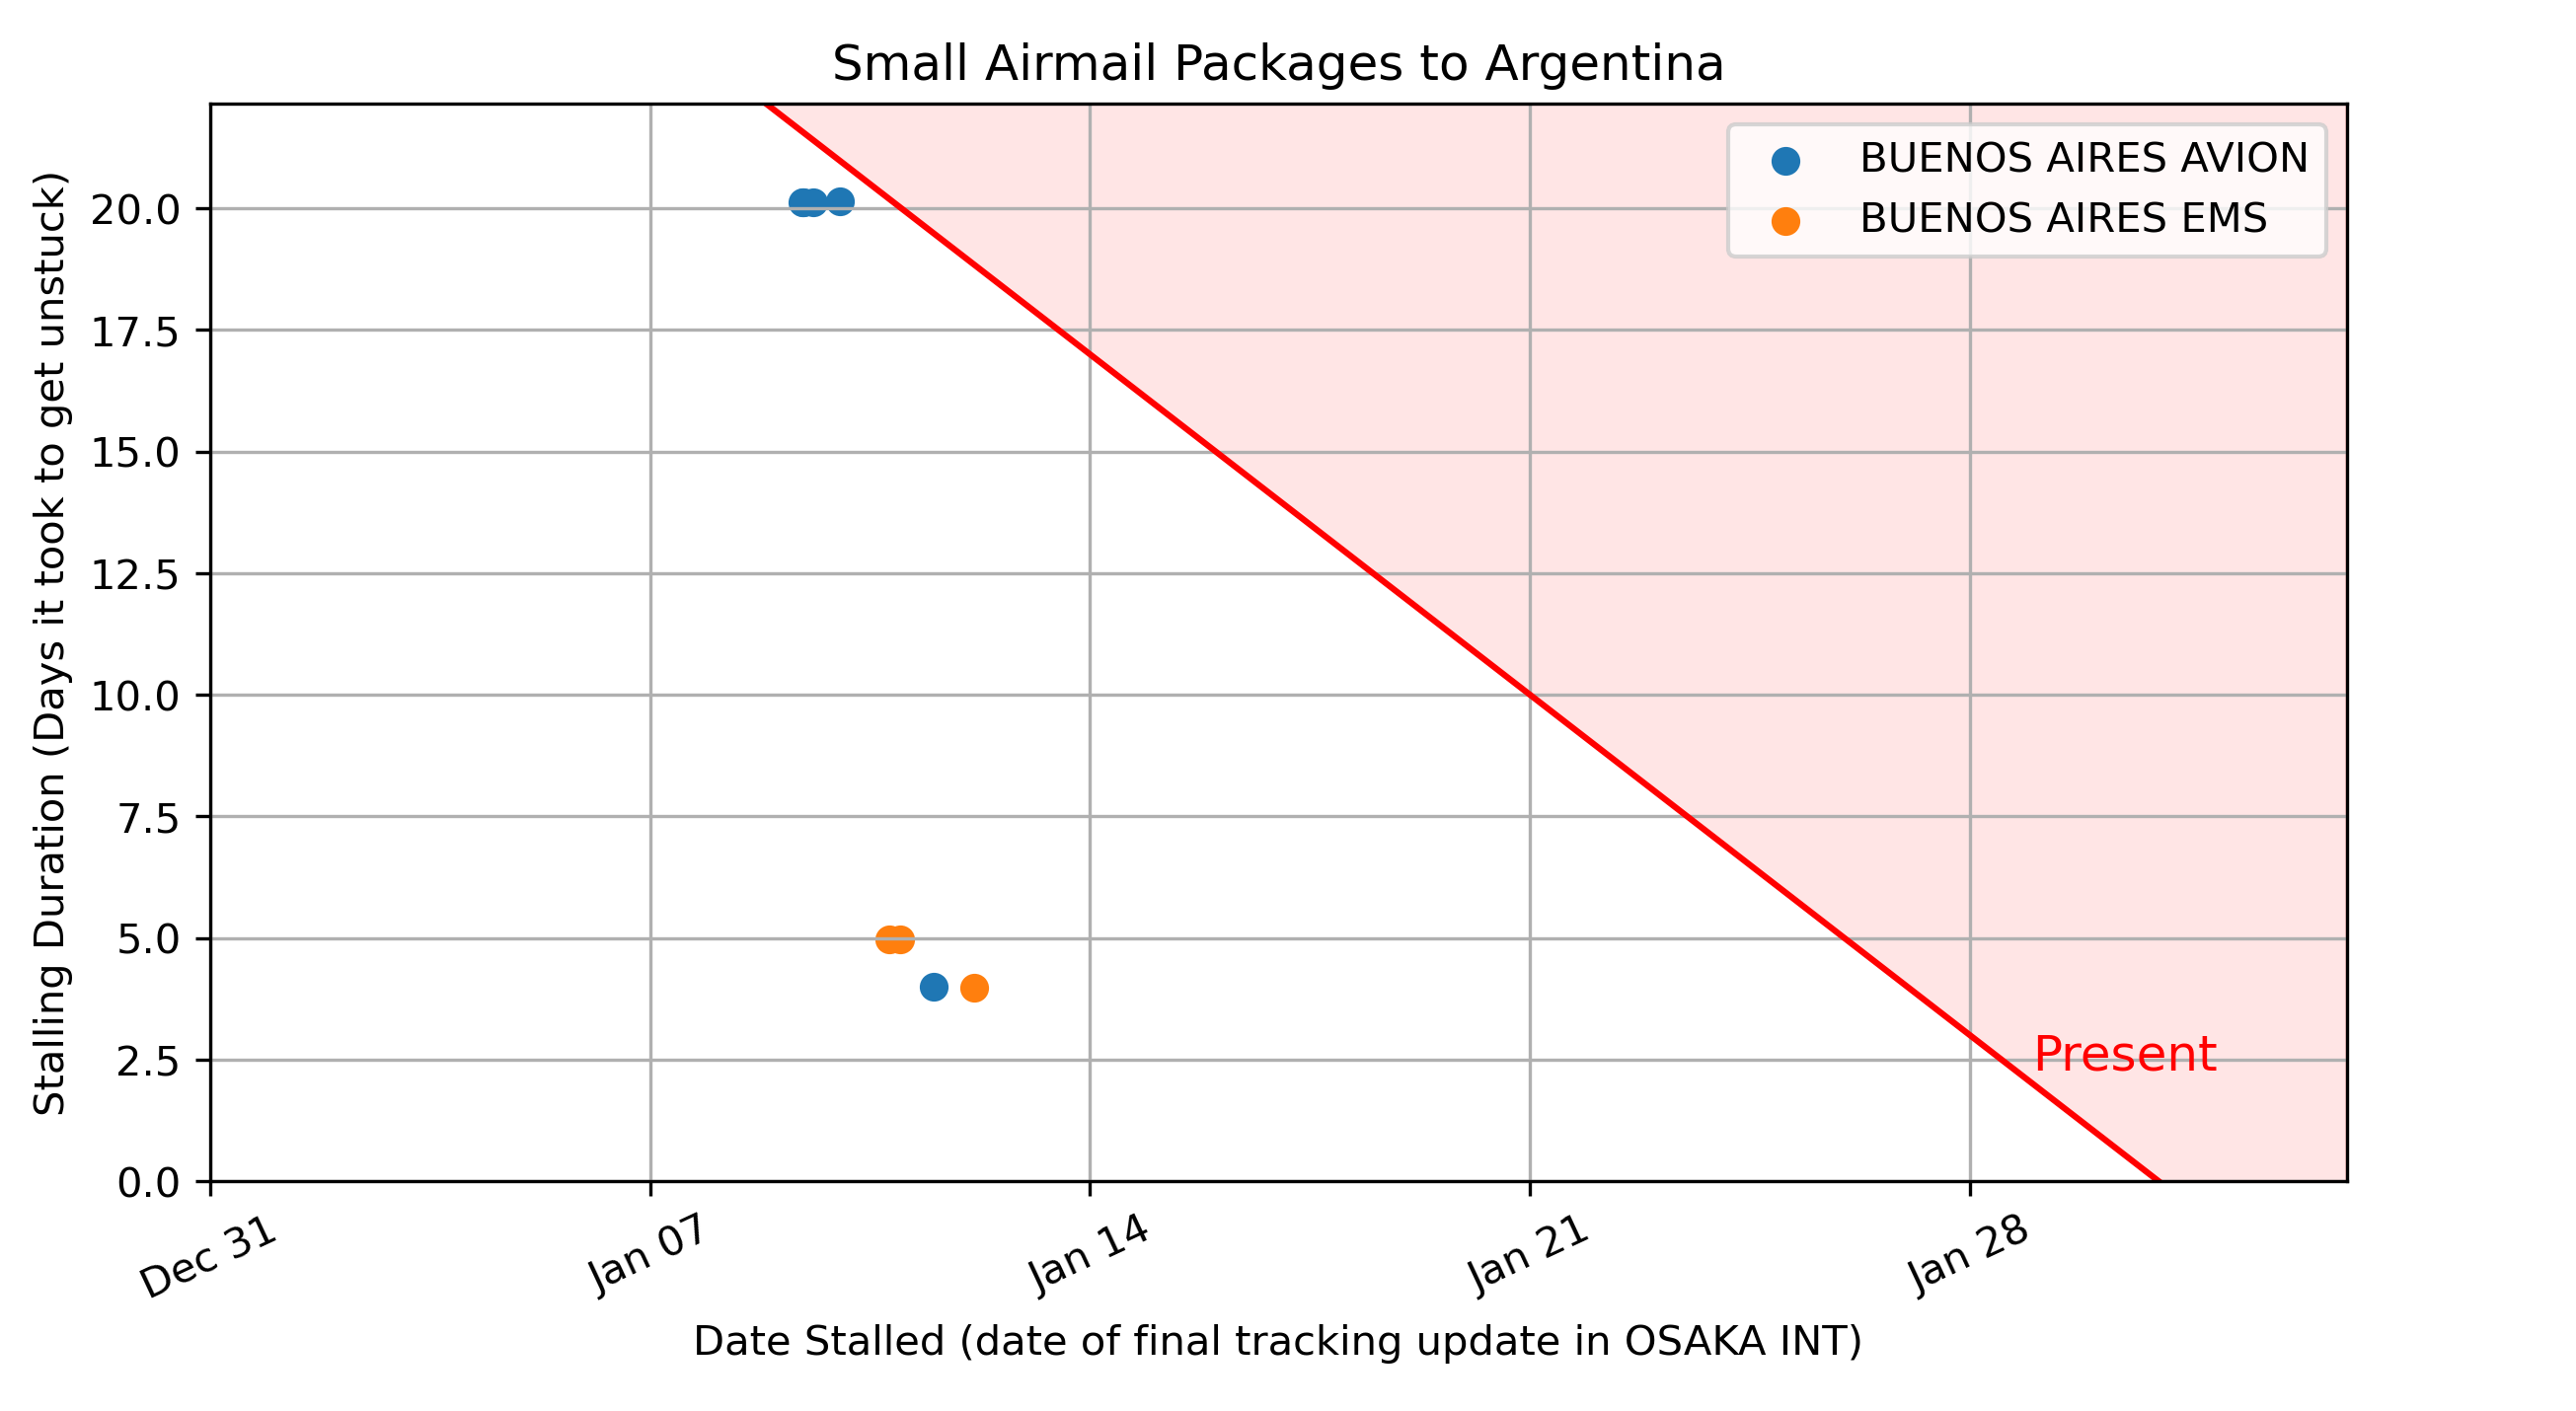 Small Airmail Packages to Argentina
BUENOS AIRES AVION
BUENOS AIRES EMS
Stalling Duration (Days it took to get unstuck)
20.0
17.5
15.0
12.5
10.0
7.5
5.0
2.5
0.0
Present
Dec 31
Jan 07
Jan 14
Jan 21
Jan 28
Date Stalled (date of final tracking update in OSAKA INT)